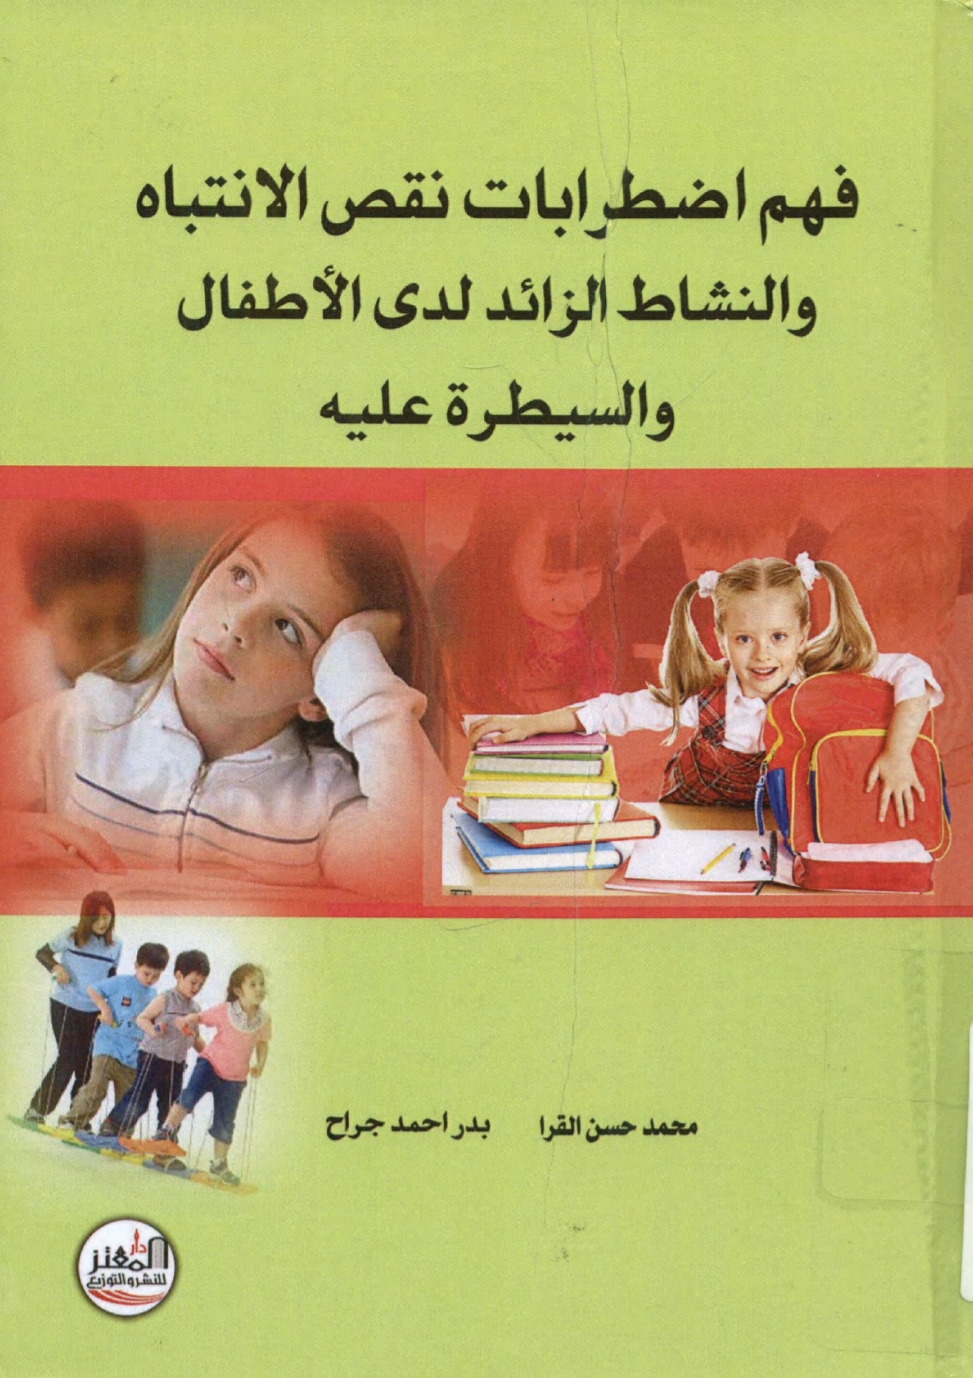 فهم اضطرابات نقص الانتباه
والنشاط الزائد لدى الأطفال
والسيطرة عليه
محمد حسن القرا بدر احمد جراح
دار
المعتز
للنشر والتوزيع